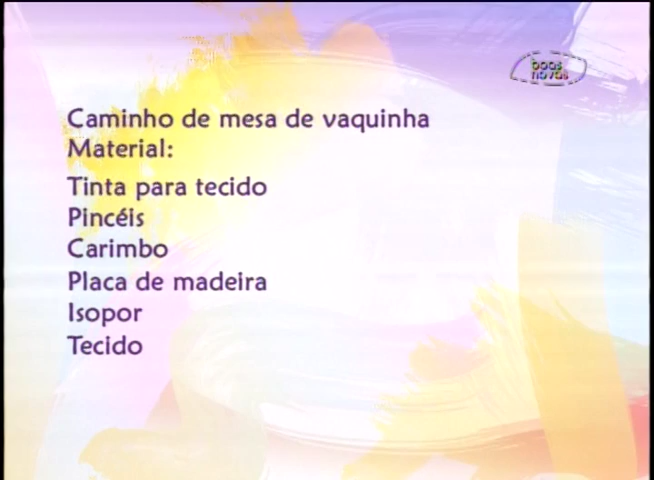 boas
novas
Caminho de mesa de vaquinha
Material:
Tinta para tecido
Pincéis
Carimbo
Placa de madeira
Isopor
Tecido